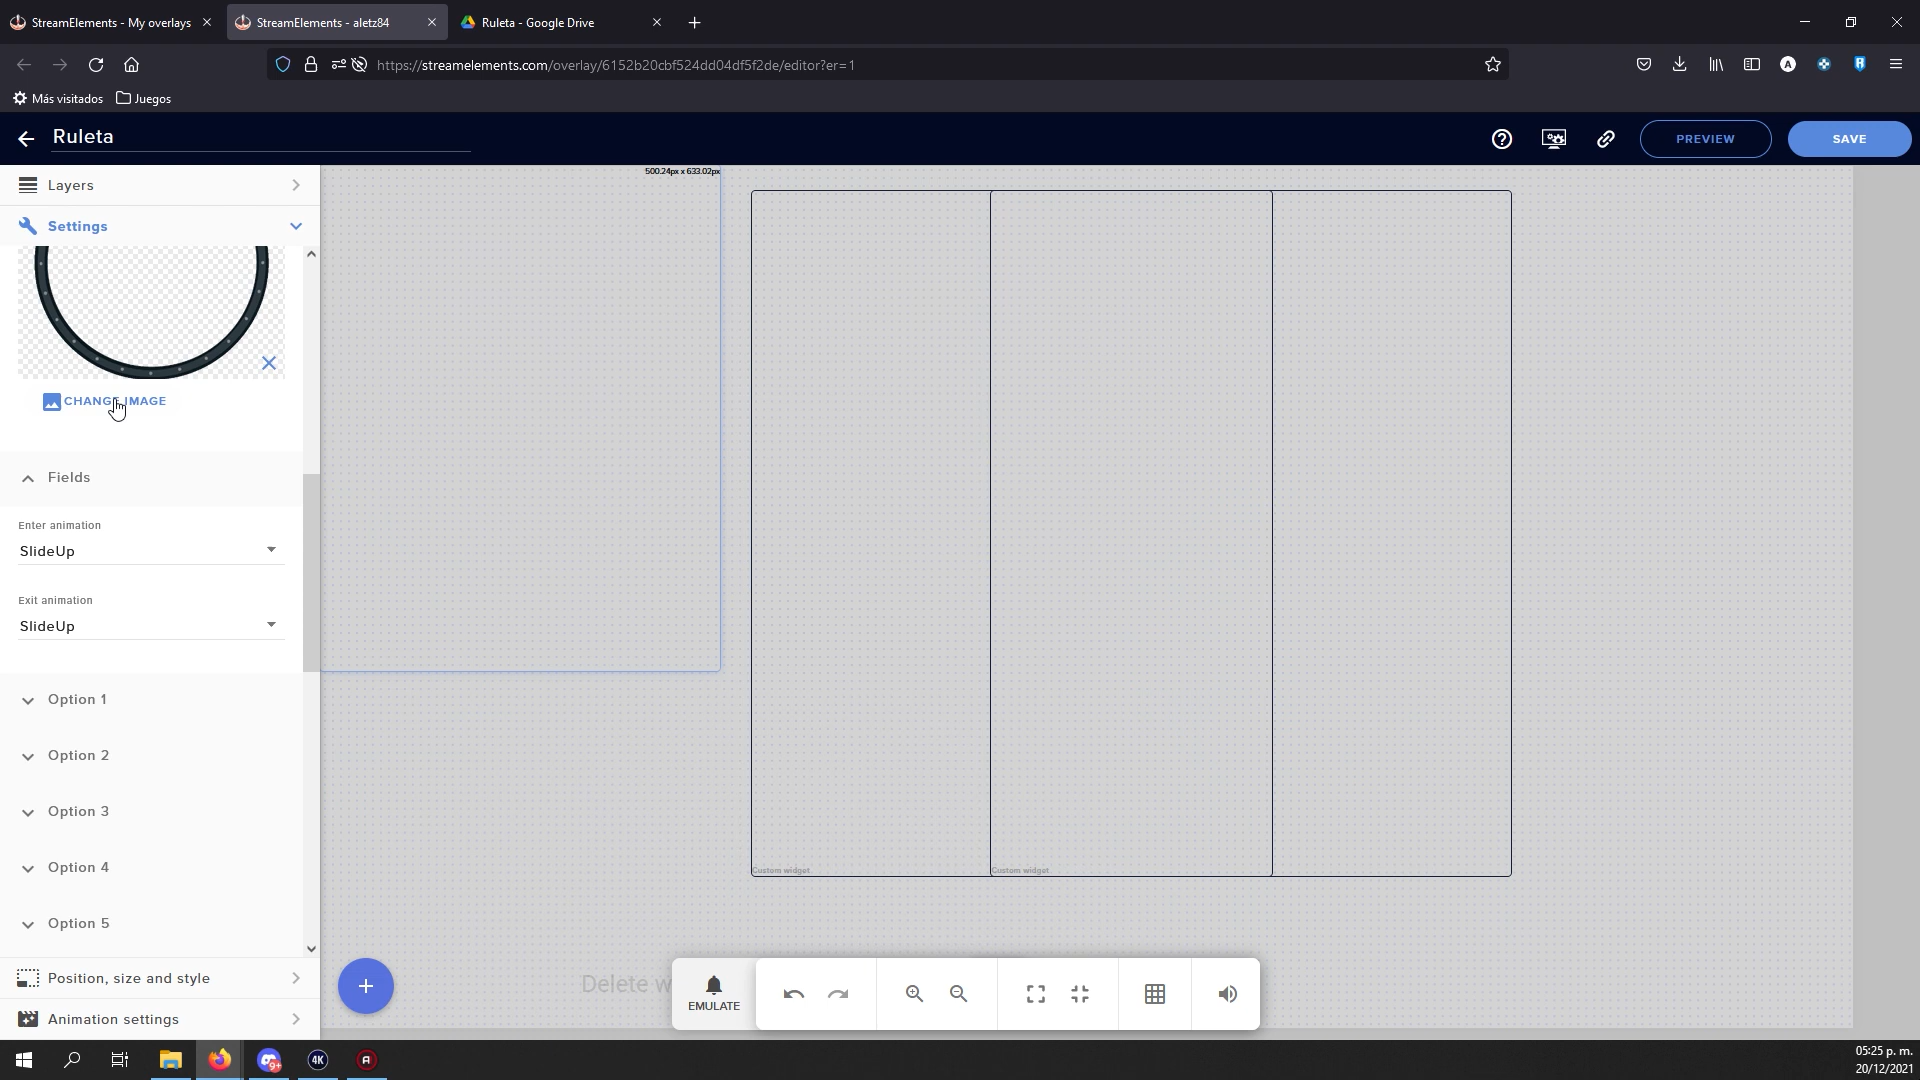 StreamElements - My overlays
StreamElements - aletz84
Ruleta - Google Drive
https://streamelements.com/overlay/6152b20cbf524dd04df5f2de/editor?er=1
Más visitados
Juegos
Ruleta
PREVIEW
SAVE
Layers
500.24px x 633.02px
Settings
CHANGE IMAGE
Fields
Enter animation
SlideUp
Exit animation
SlideUp
Option 1
Option 2
Option 3
Option 4
Custom widget
Custom widget
Option 5
Position, size and style
Delete w
EMULATE
Animation settings
9+
4K
05:25 p. m.
20/12/2021